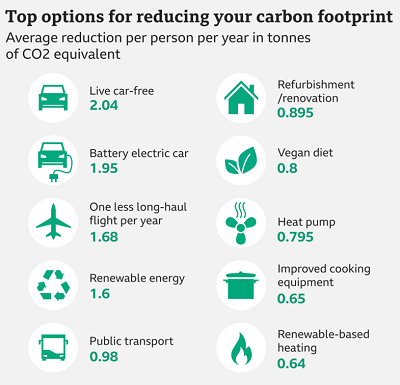 Top options for reducing your carbon footprint
Average reduction per person per year in tonnes
of CO2 equivalent
Live car-free
2.04
Battery electric car
1.95
One less long-haul
flight per year
1.68
Renewable energy
1.6
Public transport
0.98
Refurbishment
/renovation
0.895
Vegan diet
0.8
Heat pump
0.795
Improved cooking
equipment
0.65
Renewable-based
heating
0.64